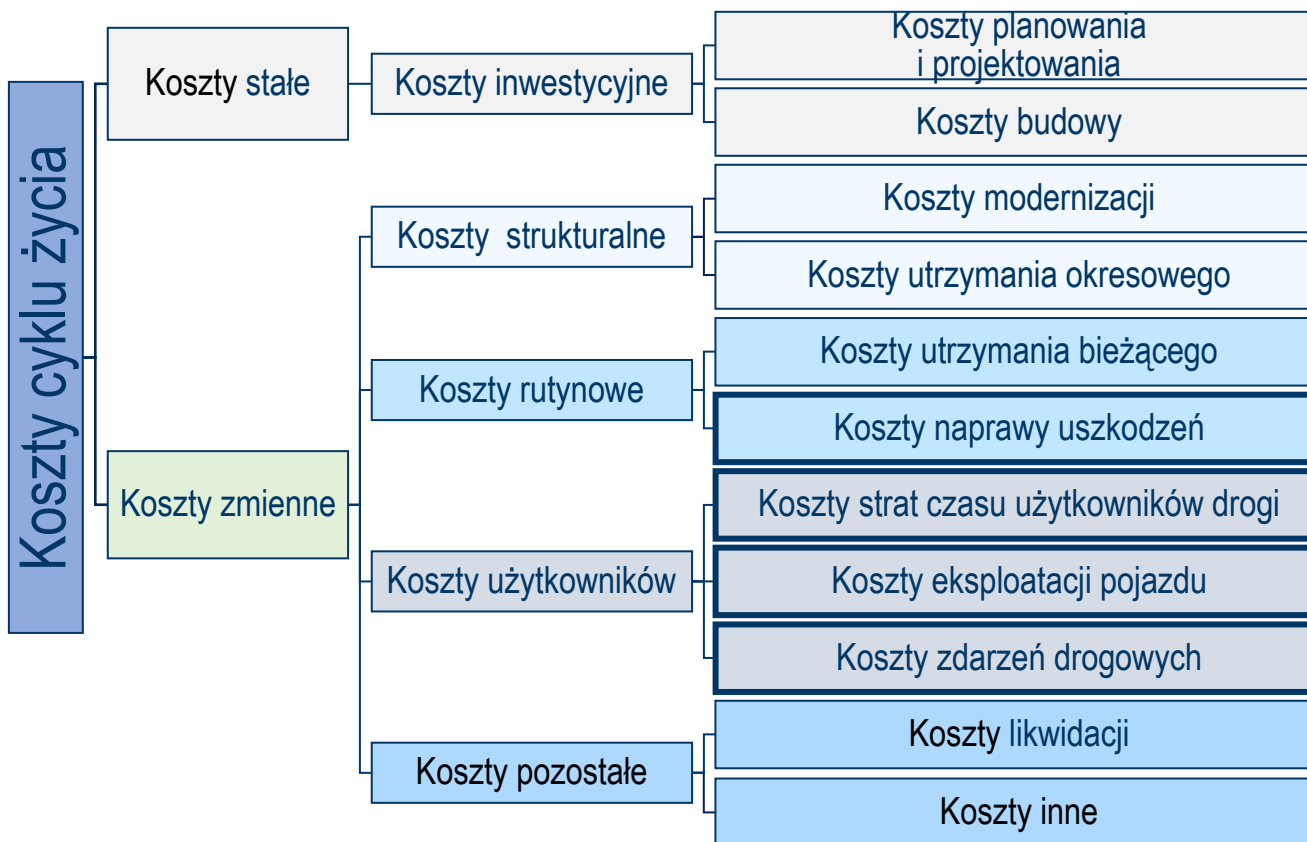 Koszty cyklu życia
Koszty stałe
Koszty inwestycyjne
Koszty planowania
i projektowania
Koszty budowy
Koszty zmienne
Koszty strukturalne
Koszty modernizacji
Koszty utrzymania okresowego
Koszty rutynowe
Koszty utrzymania bieżącego
Koszty naprawy uszkodzeń
Koszty użytkowników
Koszty strat czasu użytkowników drogi
Koszty eksploatacji pojazdu
Koszty zdarzeń drogowych
Koszty pozostałe
Koszty likwidacji
Koszty inne